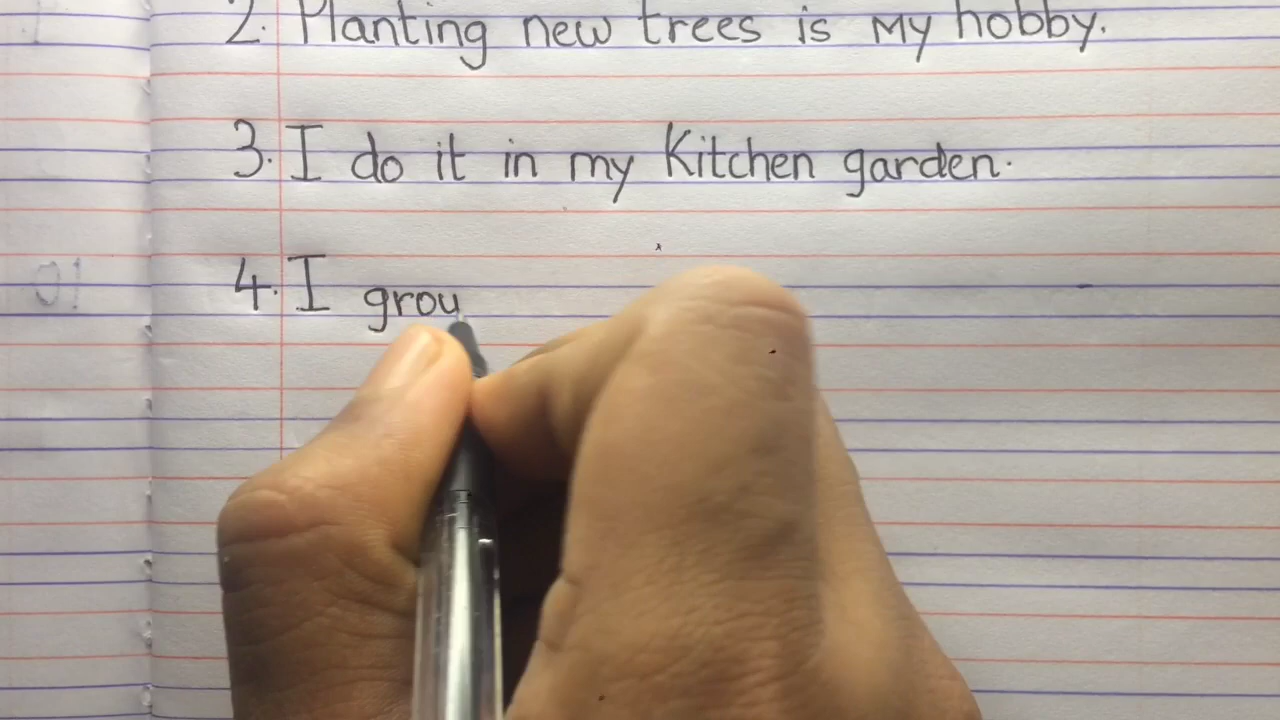 2. Planting new trees is My hobby.
3. I do it in my Kitchen garden.
4. I grou